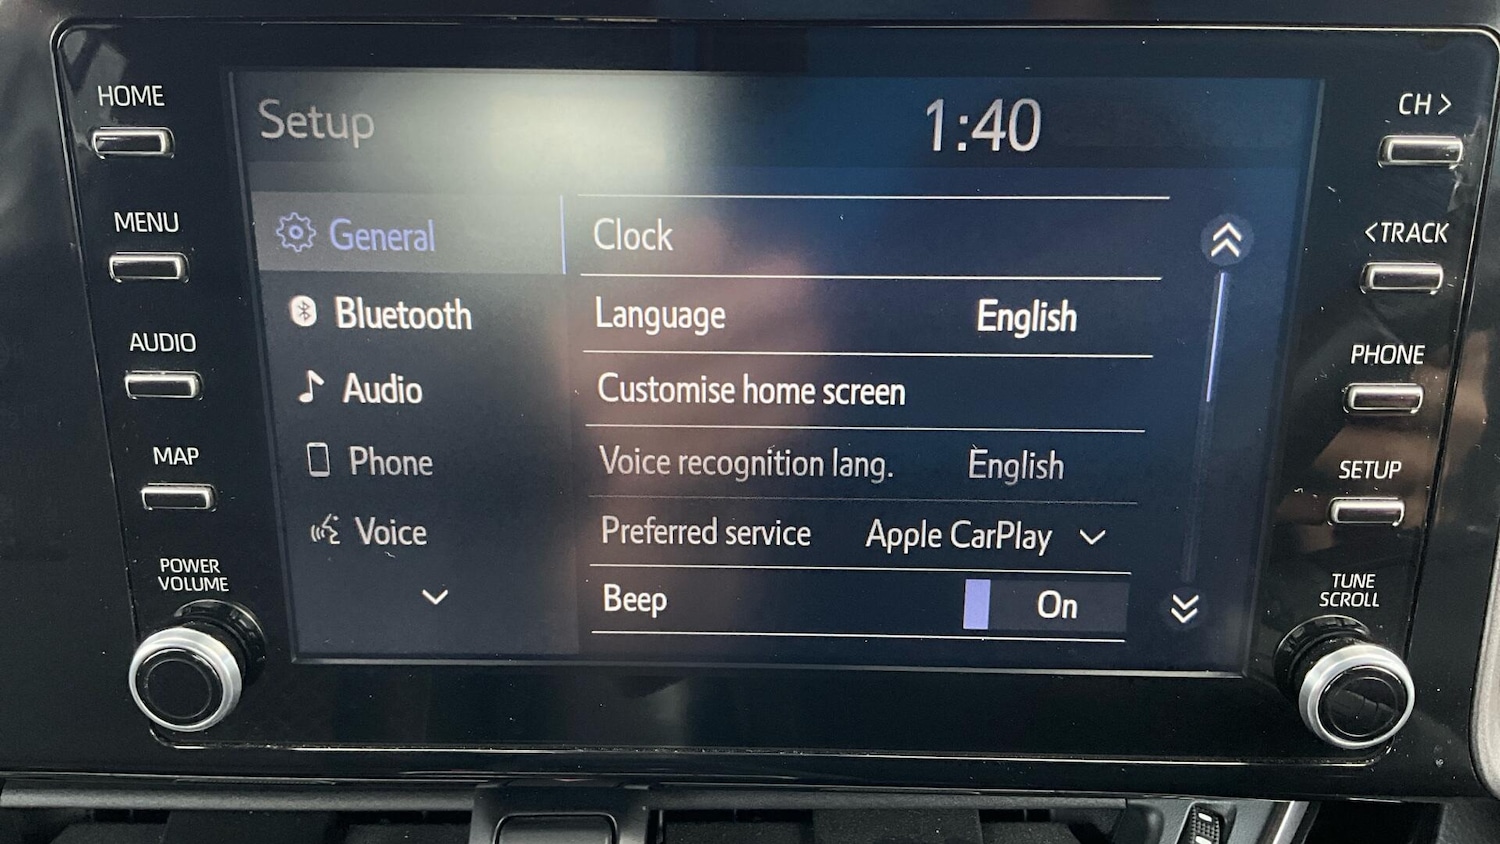 HOME
MENU
AUDIO
MAP
POWER
VOLUME
Setup
1:40
General
Bluetooth
Audio
Phone
Voice
Clock
Language English
Customise home screen
Voice recognition lang. English
Preferred service Apple CarPlay
Beep On
CH >
< TRACK
PHONE
SETUP
TUNE
SCROLL